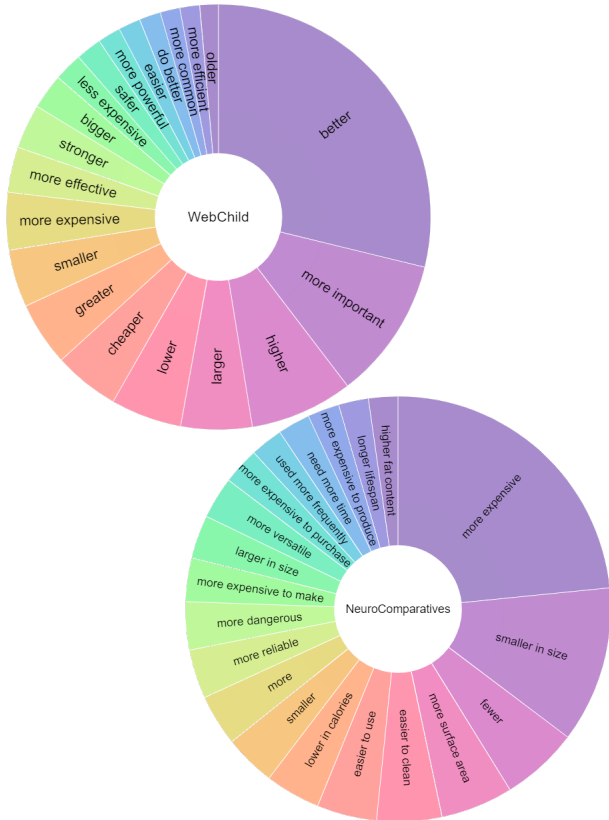 better
more important
higher
larger
lower
cheaper
greater
smaller
more expensive
more effective
stronger
bigger
less expensive
safer
more powerful
easier
do better
more common
more efficient
older
WebChild
more expensive
smaller in size
fewer
more surface area
easier to clean
easier to use
lower in calories
smaller
more
more reliable
more dangerous
more expensive to make
larger in size
more versatile
more expensive to purchase
used more frequently
need more time
more expensive to produce
longer lifespan
higher fat content
NeuroComparatives